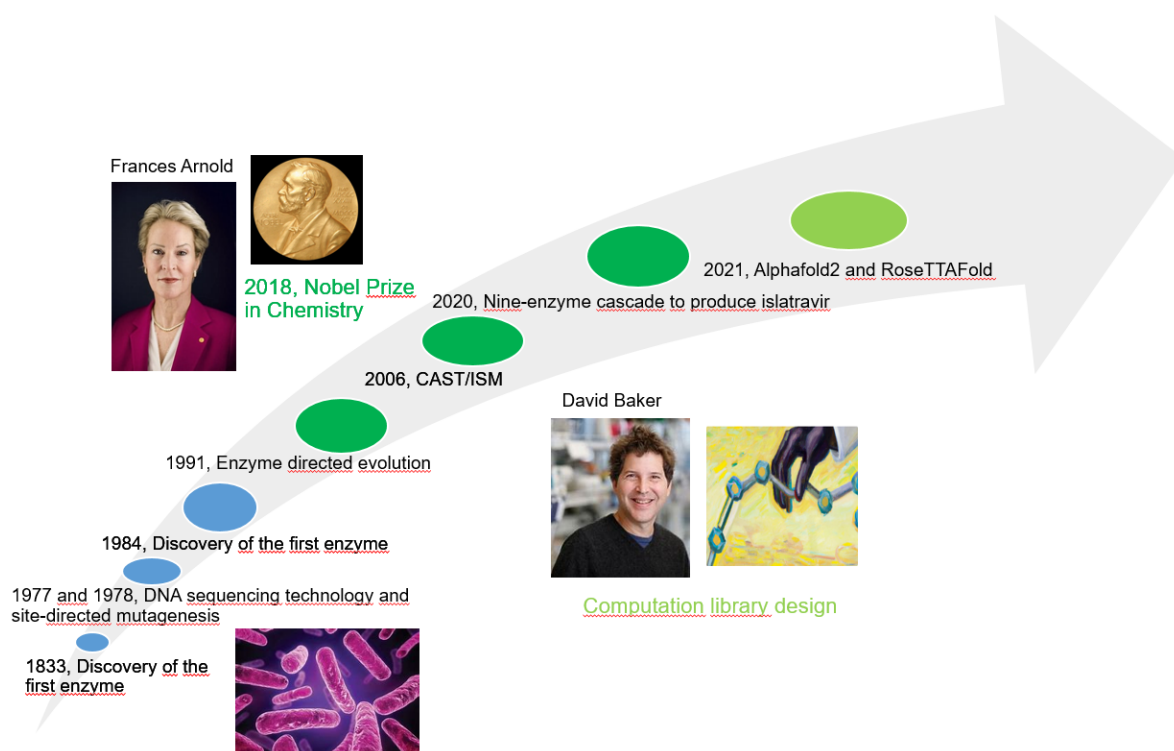 Frances Arnold
2018, Nobel Prize
in Chemistry
2021, Alphafold2 and RoseTTAFold
2020, Nine-enzyme cascade to produce islatravir
2006, CAST/ISM
David Baker
1991, Enzyme directed evolution
1984, Discovery of the first enzyme
1977 and 1978, DNA sequencing technology and
site-directed mutagenesis
Computation library design
1833, Discovery of the
first enzyme